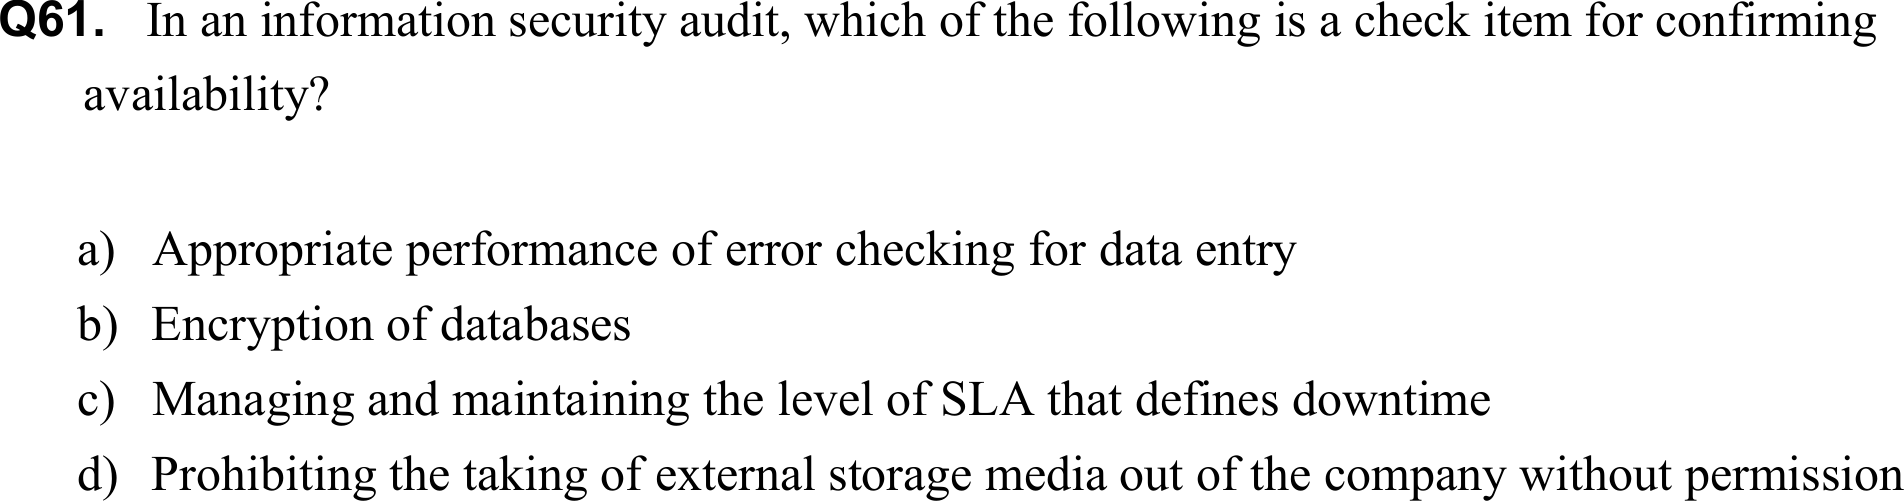 Q61. In an information security audit, which of the following is a check item for confirming
availability?
a) Appropriate performance of error checking for data entry
b) Encryption of databases
c) Managing and maintaining the level of SLA that defines downtime
d) Prohibiting the taking of external storage media out of the company without permission